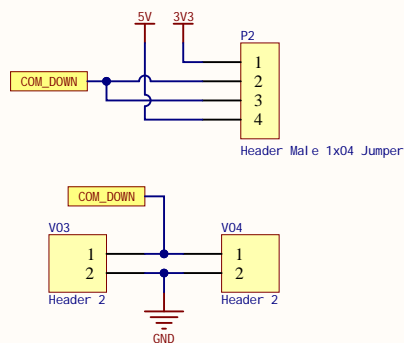 5V 3V3
P2
1
COM_DOWN 2
3
4
Header Male 1x04 Jumper
COM_DOWN
VO3 VO4
1 1
2 2
Header 2 Header 2
GND